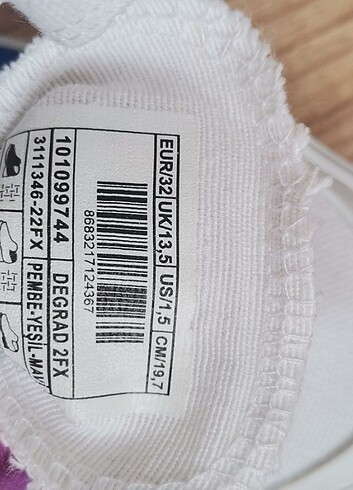 EUR/32 UK/13,5 US/1,5 CM/19,7
8683217124367
101099744 DEGRAD 2FX
3111346-22FX PEMBE-YEŞİL-MAV